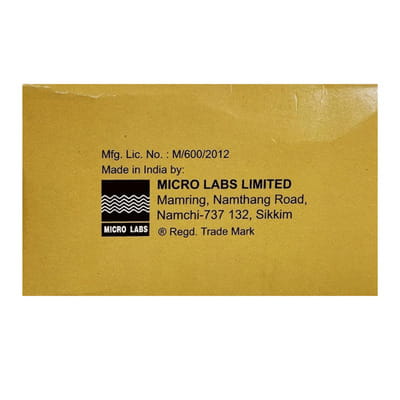 Mfg. Lic. No. : M/600/2012
Made in India by:
MICRO LABS LIMITED
Mamring, Namthang Road,
Namchi-737 132, Sikkim
MICRO LABS
® Regd. Trade Mark